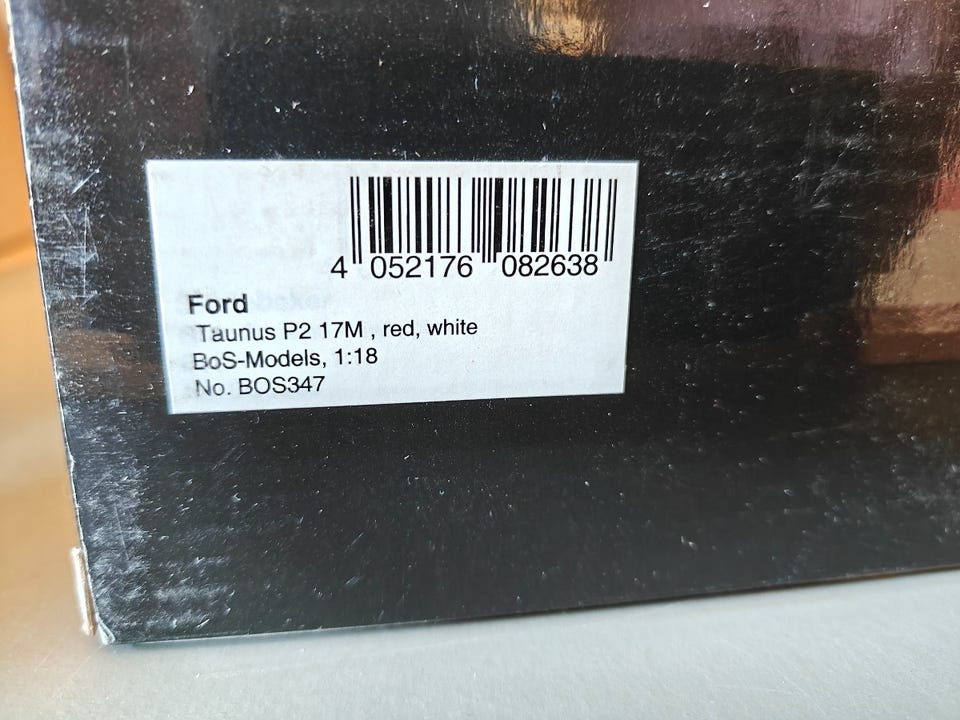 4 052176 082638
Ford
Taunus P2 17M , red, white
BoS-Models, 1:18
No. BOS347